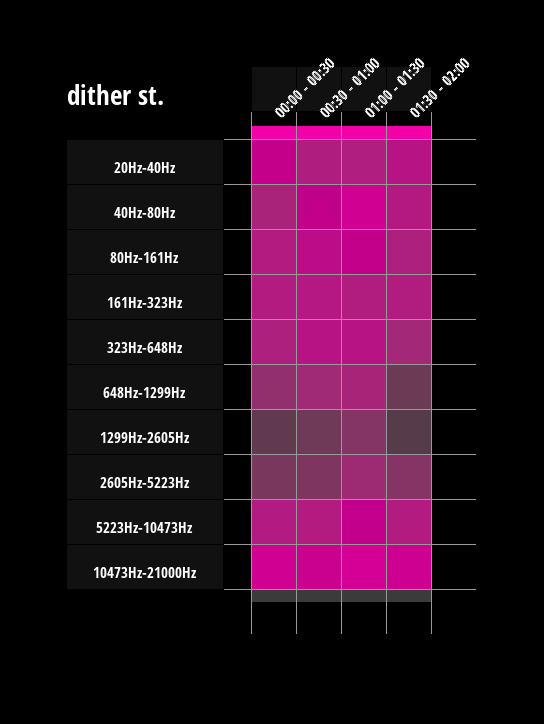 dither st.
00:00 - 00:30
00:30 - 01:00
01:00 - 01:30
01:30 - 02:00
20Hz-40Hz
40Hz-80Hz
80Hz-161Hz
161Hz-323Hz
323Hz-648Hz
648Hz-1299Hz
1299Hz-2605Hz
2605Hz-5223Hz
5223Hz-10473Hz
10473Hz-21000Hz